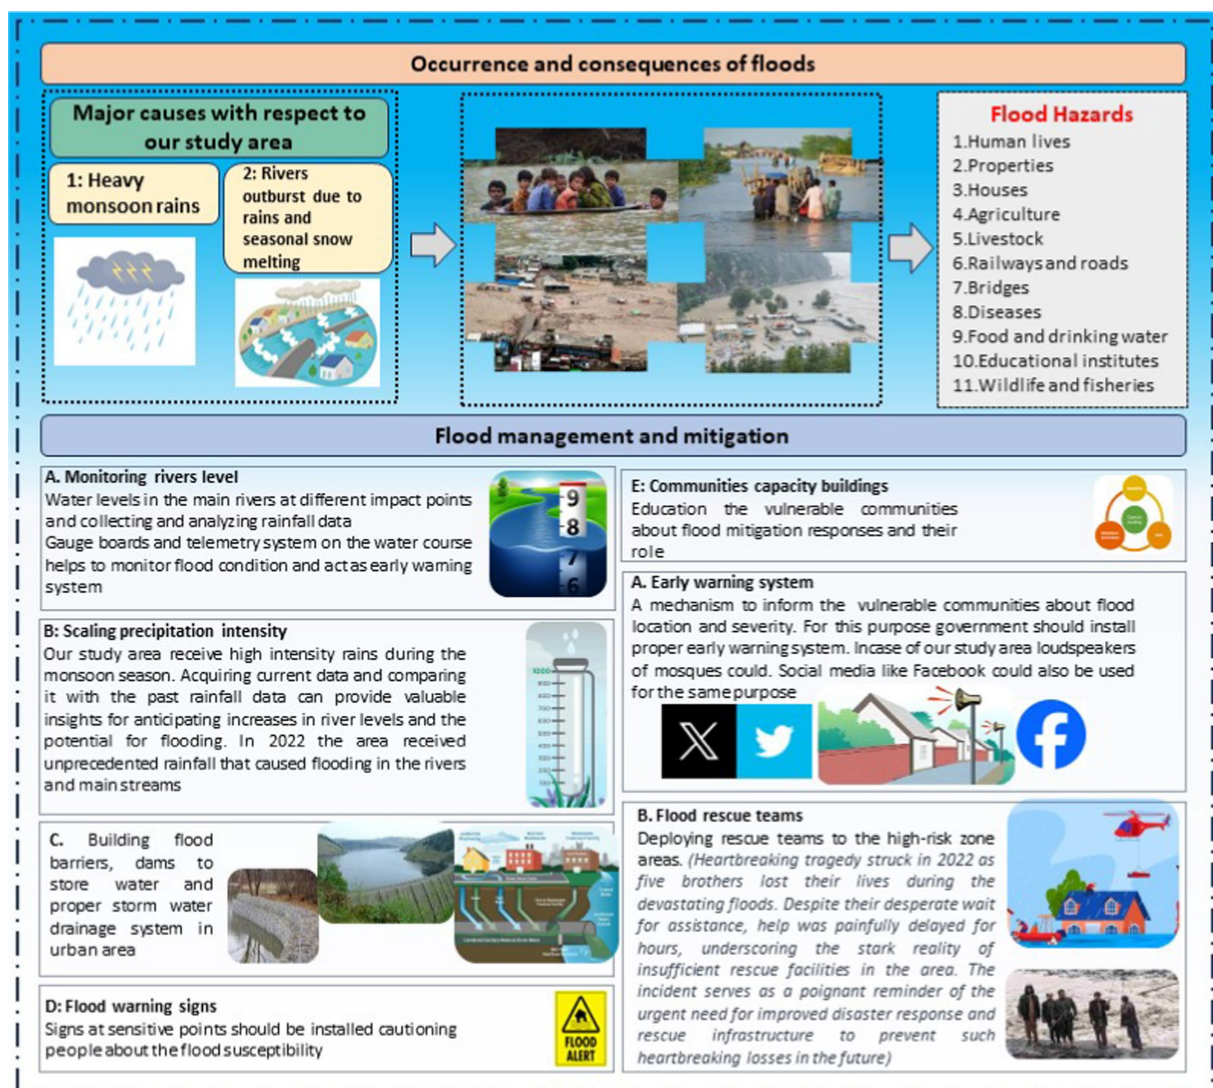 Occurrence and consequences of floods
Major causes with respect to
our study area
1: Heavy
monsoon rains
2: Rivers
outburst due to
rains and
seasonal snow
melting
Flood Hazards
1.Human lives
2.Properties
3.Houses
4.Agriculture
5.Livestock
6.Railways and roads
7.Bridges
8.Diseases
9.Food and drinking water
10.Educational institutes
11.Wildlife and fisheries
Flood management and mitigation
A. Monitoring rivers level
Water levels in the main rivers at different impact points
and collecting and analyzing rainfall data
Gauge boards and telemetry system on the water course
helps to monitor flood condition and act as early warning
system
9
8
7
6
B: Scaling precipitation intensity
Our study area receive high intensity rains during the
monsoon season. Acquiring current data and comparing
it with the past rainfall data can provide valuable
insights for anticipating increases in river levels and the
potential for flooding. In 2022 the area received
unprecedented rainfall that caused flooding in the rivers
and main streams
1000
900
800
700
600
500
400
300
200
100
C. Building flood
barriers, dams to
store water and
proper storm water
drainage system in
urban area
D: Flood warning signs
Signs at sensitive points should be installed cautioning
people about the flood susceptibility
FLOOD
ALERT
E: Communities capacity buildings
Education the vulnerable communities
about flood mitigation responses and their
role
A. Early warning system
A mechanism to inform the vulnerable communities about flood
location and severity. For this purpose government should install
proper early warning system. Incase of our study area loudspeakers
of mosques could. Social media like Facebook could also be used
for the same purpose
B. Flood rescue teams
Deploying rescue teams to the high-risk zone
areas. (Heartbreaking tragedy struck in 2022 as
five brothers lost their lives during the
devastating floods. Despite their desperate wait
for assistance, help was painfully delayed for
hours, underscoring the stark reality of
insufficient rescue facilities in the area. The
incident serves as a poignant reminder of the
urgent need for improved disaster response and
rescue infrastructure to prevent such
heartbreaking losses in the future)